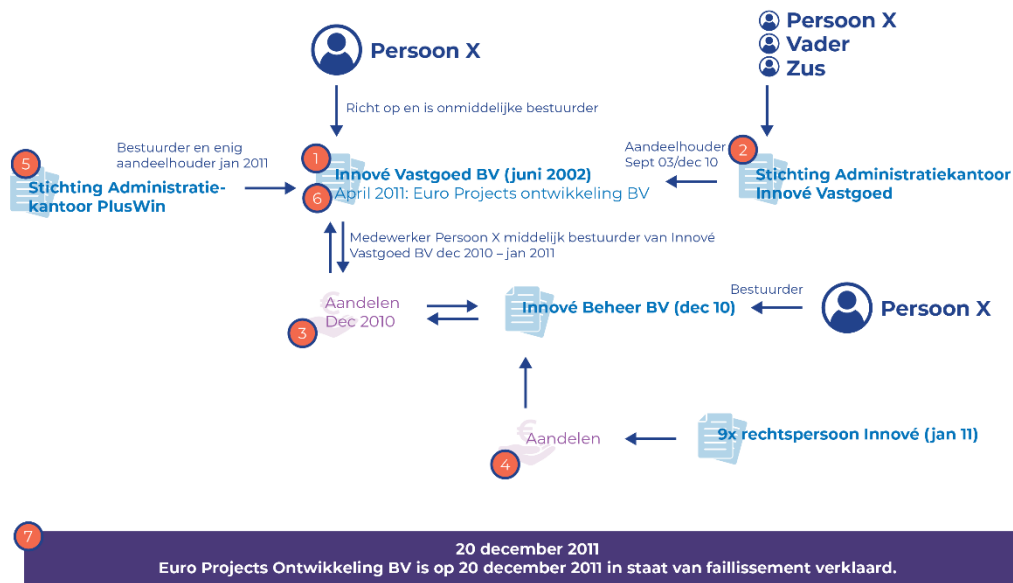 Persoon X
Persoon X
Vader
Zus
Richt op en is onmiddelijke bestuurder
Bestuurder en enig
aandeelhouder jan 2011
Aandeelhouder
Sept 03/dec 10
5
Stichting Administratie-
kantoor PlusWin
1
Innové Vastgoed BV (juni 2002)
6
April 2011: Euro Projects ontwikkeling BV
2
Stichting Administratiekantoor
Innové Vastgoed
Medewerker Persoon X middelijk bestuurder van Innové
Vastgoed BV dec 2010 – jan 2011
€
Aandelen
Dec 2010
3
Innové Beheer BV (dec 10)
Bestuurder
Persoon X
€
Aandelen
4
9x rechtspersoon Innové (jan 11)
7
20 december 2011
Euro Projects Ontwikkeling BV is op 20 december 2011 in staat van faillissement verklaard.